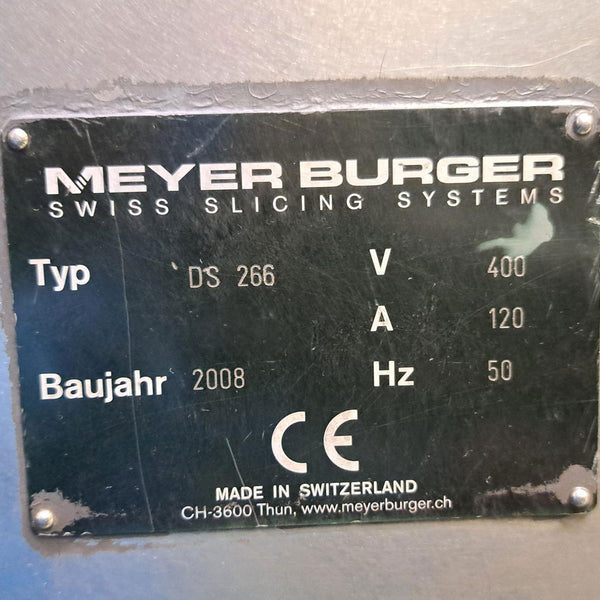 MEYER BURGER
SWISS SLICING SYSTEMS
Typ DS 266 V 400
A 120
Baujahr 2008 Hz 50
CE
MADE IN SWITZERLAND
CH-3600 Thun, www.meyerburger.ch